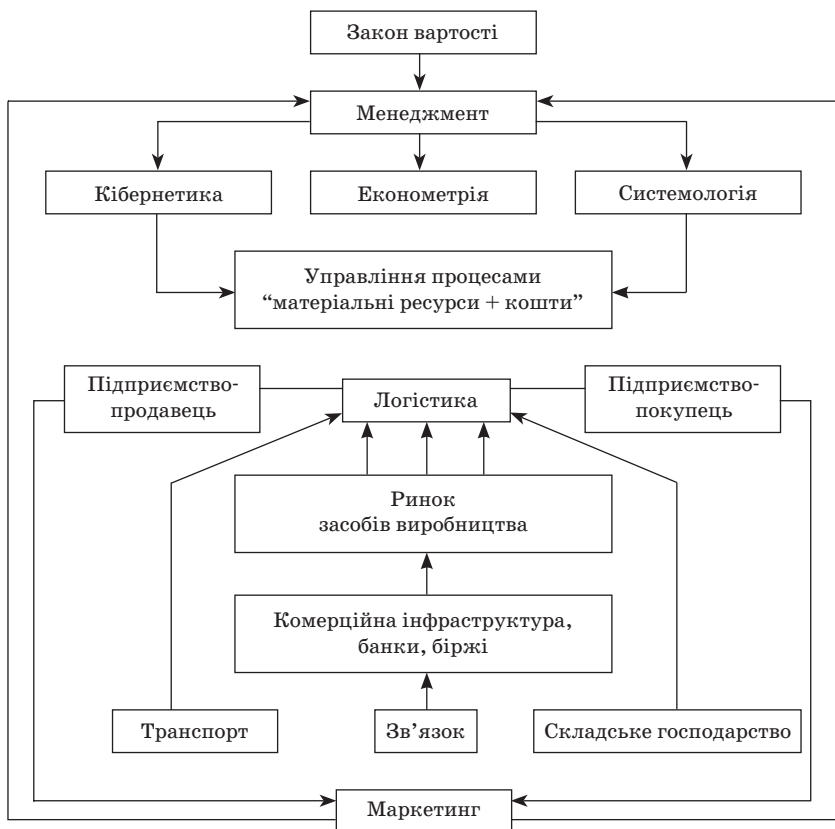 Закон вартості
Менеджмент
Кібернетика
Економетрія
Системологія
Управління процесами
“матеріальні ресурси + кошти”
Підприємство-
продавець
Логістика
Підприємство-
покупець
Ринок
засобів виробництва
Комерційна інфраструктура,
банки, біржі
Транспорт
Зв’язок
Складське господарство
Маркетинг